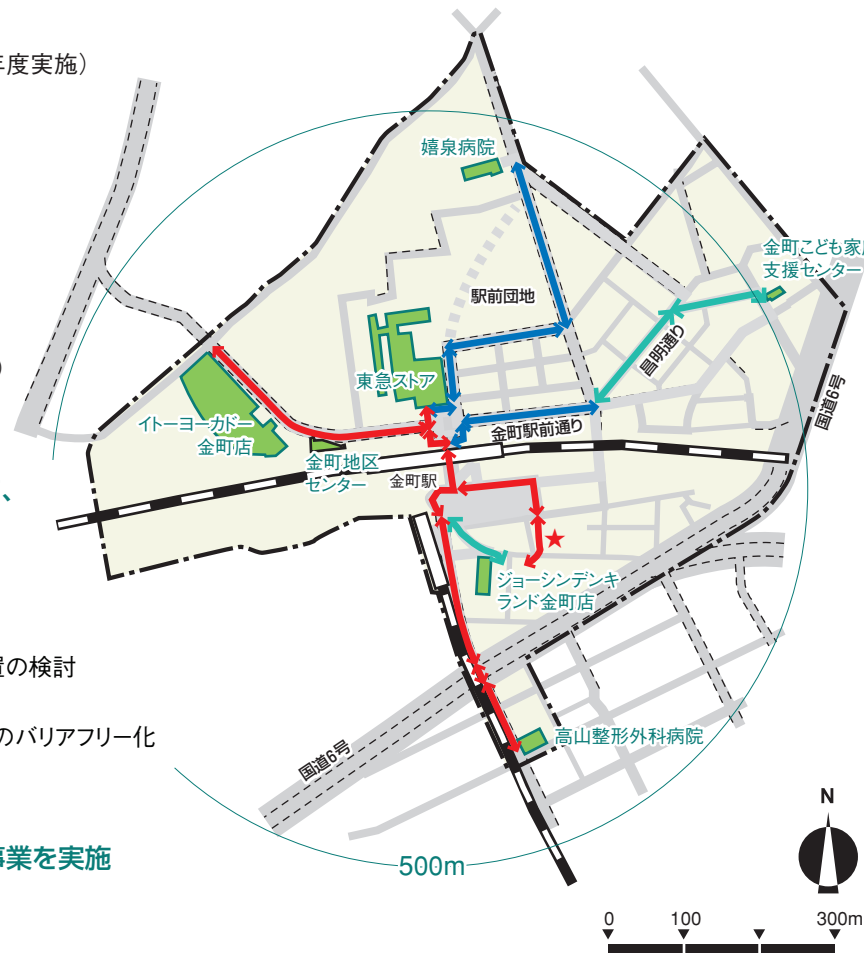 年度実施）
嬉泉病院
金町こども家庭
支援センター
駅前団地
昌明通り
国道6号
）
東急ストア
イトーヨーカドー
金町店
金町駅前通り
金町地区
センター
金町駅
、
★
ジョーシンデンキ
ランド金町店
置の検討
のバリアフリー化
高山整形外科病院
国道6号
事業を実施
500m
N
0 100 300m